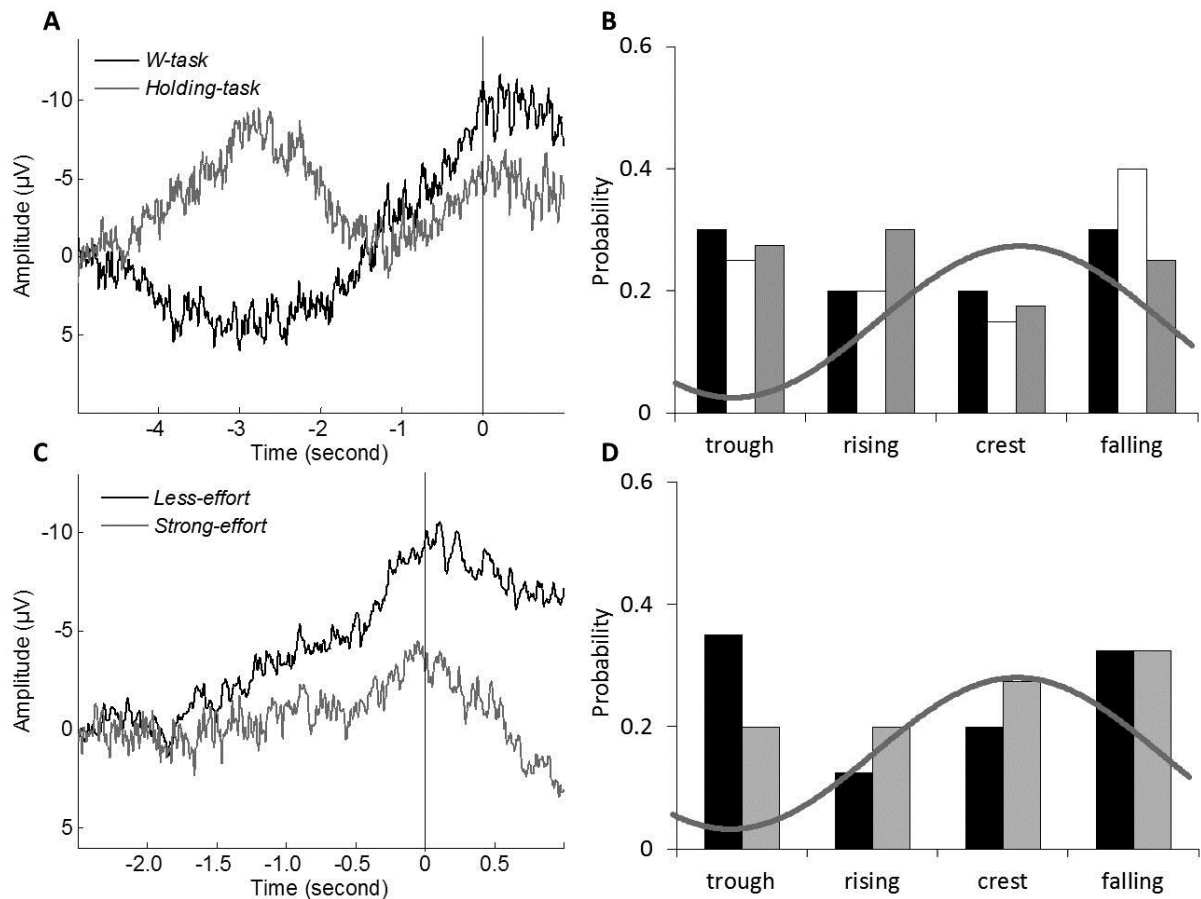 A
W-task
Holding-task
-10
-5
0
5
Amplitude (µV)
-4 -3 -2 -1 0
Time (second)
B
0.6
0.4
0.2
0
Probability
trough rising crest falling
C
Less-effort
Strong-effort
-10
-5
0
5
Amplitude (µV)
-2.0 -1.5 -1.0 -0.5 0 0.5
Time (second)
D
0.6
0.4
0.2
0
Probability
trough rising crest falling